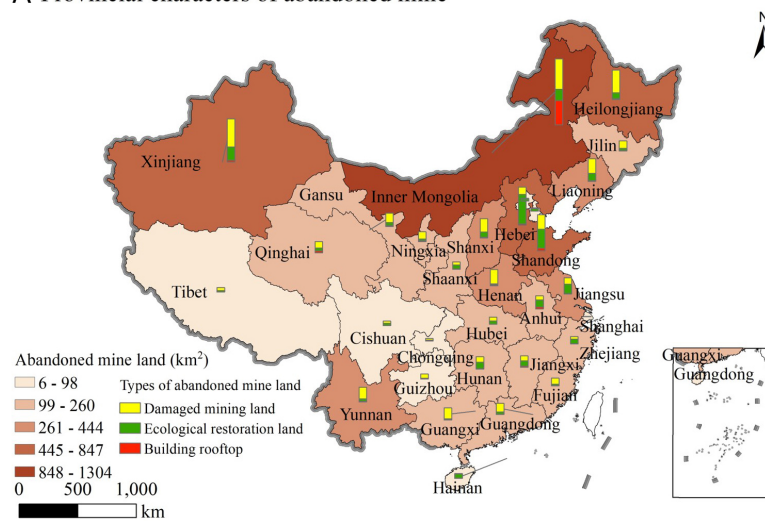 A Provincial characters of abandoned mine
N
Heilongjiang
Jilin
Xinjiang
Liaoning
Gansu
Inner Mongolia
Hebei
Ningxia
Shanxi
Qinghai
Shandong
Shaanxi
Tibet
Henan
Jiangsu
Anhui
Cishuan
Hubei
Shanghai
Chongqing
Zhejiang
Guizhou
Hunan
Jiangxi
Fujian
Yunnan
Guangxi
Guangdong
Hainan
Guangxi
Guangdong
Abandoned mine land (km²)
6 - 98
99 - 260
261 - 444
445 - 847
848 - 1304
Types of abandoned mine land
Damaged mining land
Ecological restoration land
Building rooftop
0 500 1,000
km